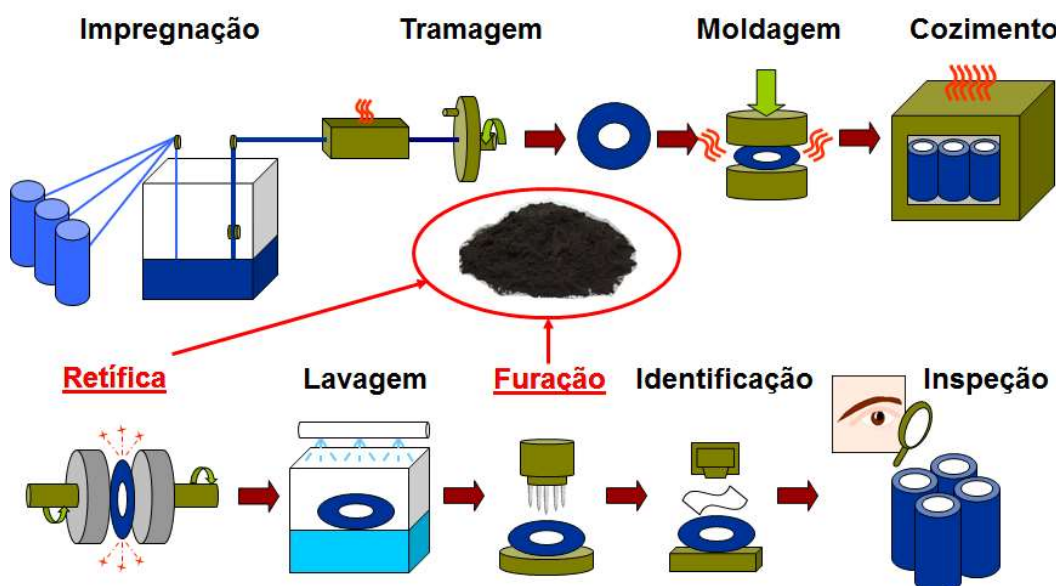 Impregnação
Tramagem
Moldagem
Cozimento
Retífica
Lavagem
Furação
Identificação
Inspeção